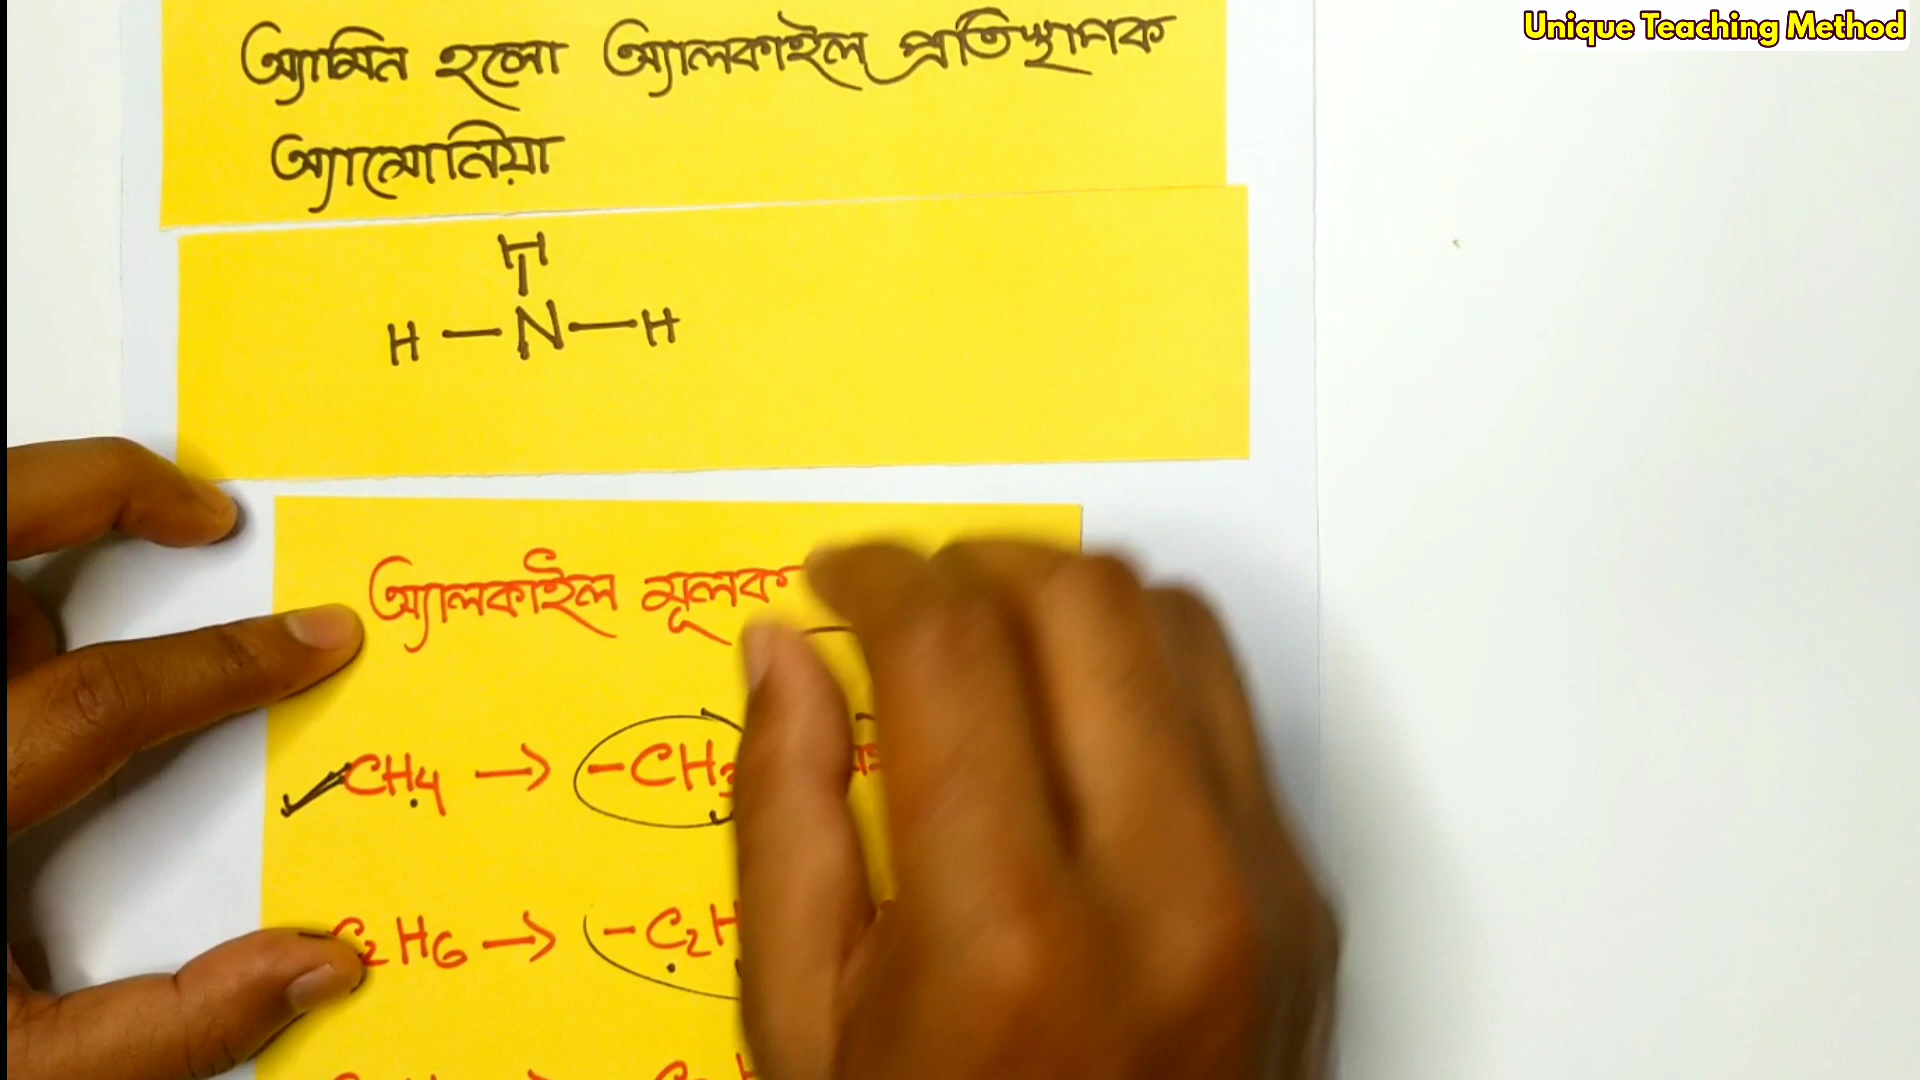 Unique Teaching Method
অ্যামিন হলো অ্যালকাইল প্রতিস্থাপক
অ্যামোনিয়া
H
H — N — H
অ্যালকাইল মূলক
CH4 → -CH3
C2H6 → -C2H